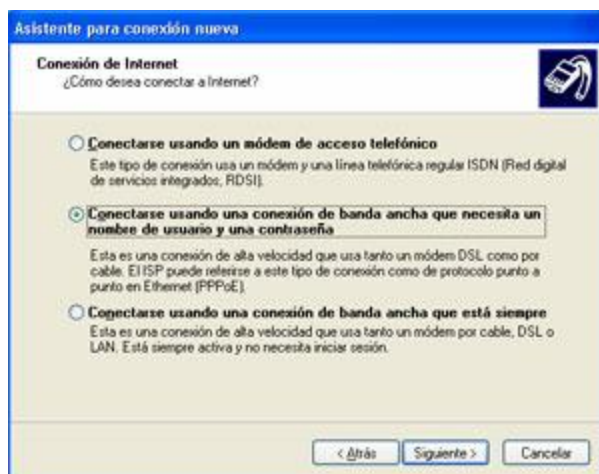 Asistente para conexión nueva
Conexión de Internet
¿Cómo desea conectar a Internet?
Conectarse usando un módem de acceso telefónico
Este tipo de conexión usa un módem y una línea telefónica regular ISDN (Red digital
de servicios integrados, RDSI).
Conectarse usando una conexión de banda ancha que necesita un
nombre de usuario y una contraseña
Esta es una conexión de alta velocidad que usa tanto un módem DSL como por
cable. El ISP puede referirse a este tipo de conexión como de protocolo punto a
punto en Ethernet (PPPoE).
Conectarse usando una conexión de banda ancha que está siempre
Esta es una conexión de alta velocidad que usa tanto un módem por cable, DSL o
LAN. Está siempre activa y no necesita iniciar sesión.
< Atrás Siguiente > Cancelar